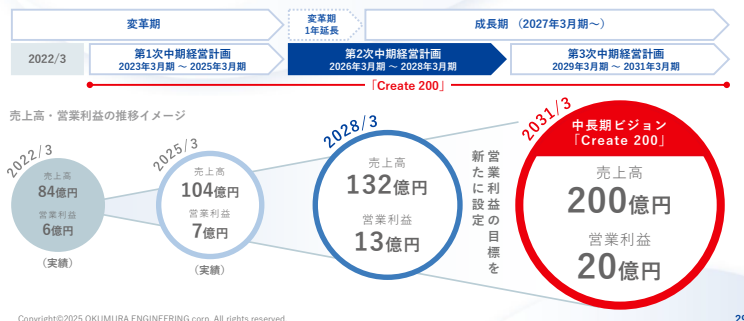 変革期
変革期
1年延長
成長期（2027年3月期～）
2022/3
第1次中期経営計画
2023年3月期 ～ 2025年3月期
第2次中期経営計画
2026年3月期 ～ 2028年3月期
第3次中期経営計画
2029年3月期 ～ 2031年3月期
「Create 200」
売上高・営業利益の推移イメージ
2022/3
売上高
84億円
営業利益
6億円
（実績）
2025/3
売上高
104億円
営業利益
7億円
（実績）
2028/3
売上高
132億円
営業利益
13億円
営業利益の目標を
新たに設定
2031/3
中長期ビジョン
「Create 200」
売上高
200億円
営業利益
20億円
Copyright©2025 OKUMURA ENGINEERING corp. All rights reserved
29